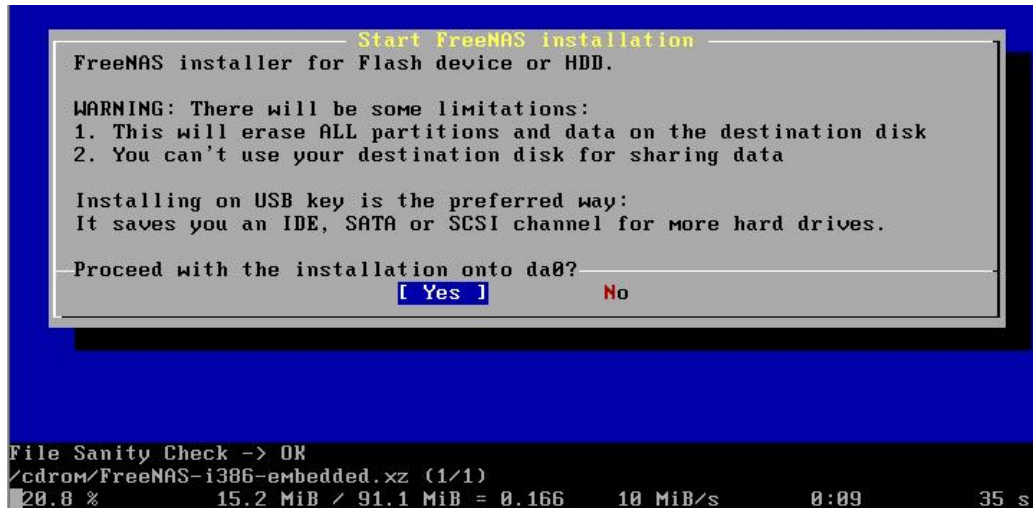 Start FreeNAS installation
FreeNAS installer for Flash device or HDD.
WARNING: There will be some limitations:
1. This will erase ALL partitions and data on the destination disk
2. You can't use your destination disk for sharing data
Installing on USB key is the preferred way:
It saves you an IDE, SATA or SCSI channel for more hard drives.
Proceed with the installation onto da0?
[ Yes ] No
File Sanity Check -> OK
/cdrom/FreeNAS-i386-embedded.xz (1/1)
20.8 % 15.2 MiB / 91.1 MiB = 0.166 10 MiB/s 0:09 35 s